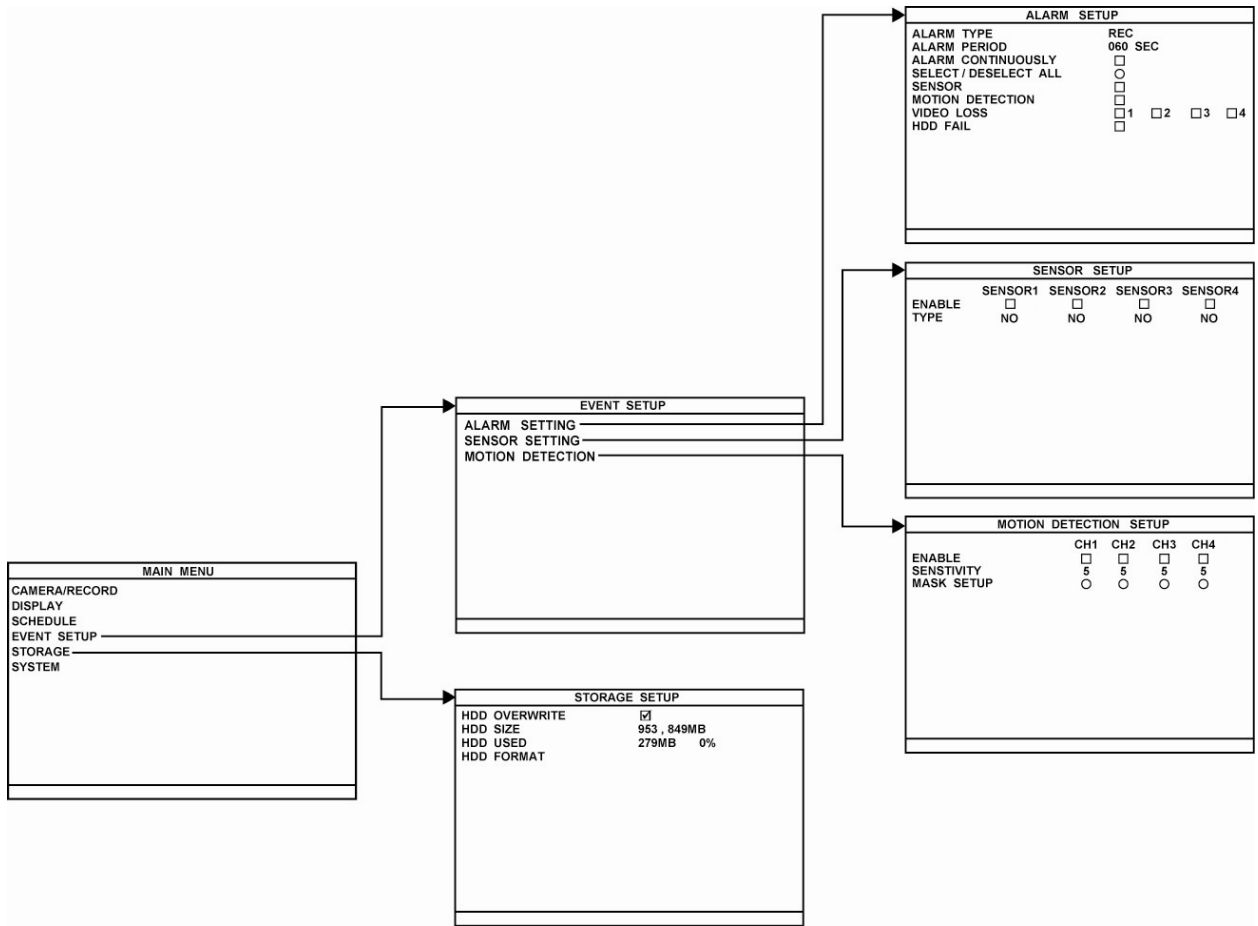 MAIN MENU
CAMERA/RECORD
DISPLAY
SCHEDULE
EVENT SETUP
STORAGE
SYSTEM
EVENT SETUP
ALARM SETTING
SENSOR SETTING
MOTION DETECTION
STORAGE SETUP
HDD OVERWRITE
HDD SIZE 953 , 849MB
HDD USED 279MB 0%
HDD FORMAT
ALARM SETUP
ALARM TYPE REC
ALARM PERIOD 060 SEC
ALARM CONTINUOUSLY
SELECT / DESELECT ALL
SENSOR
MOTION DETECTION
VIDEO LOSS 1 2 3 4
HDD FAIL
SENSOR SETUP
SENSOR1 SENSOR2 SENSOR3 SENSOR4
ENABLE
TYPE NO NO NO NO
MOTION DETECTION SETUP
CH1 CH2 CH3 CH4
ENABLE
SENSTIVITY 5 5 5 5
MASK SETUP